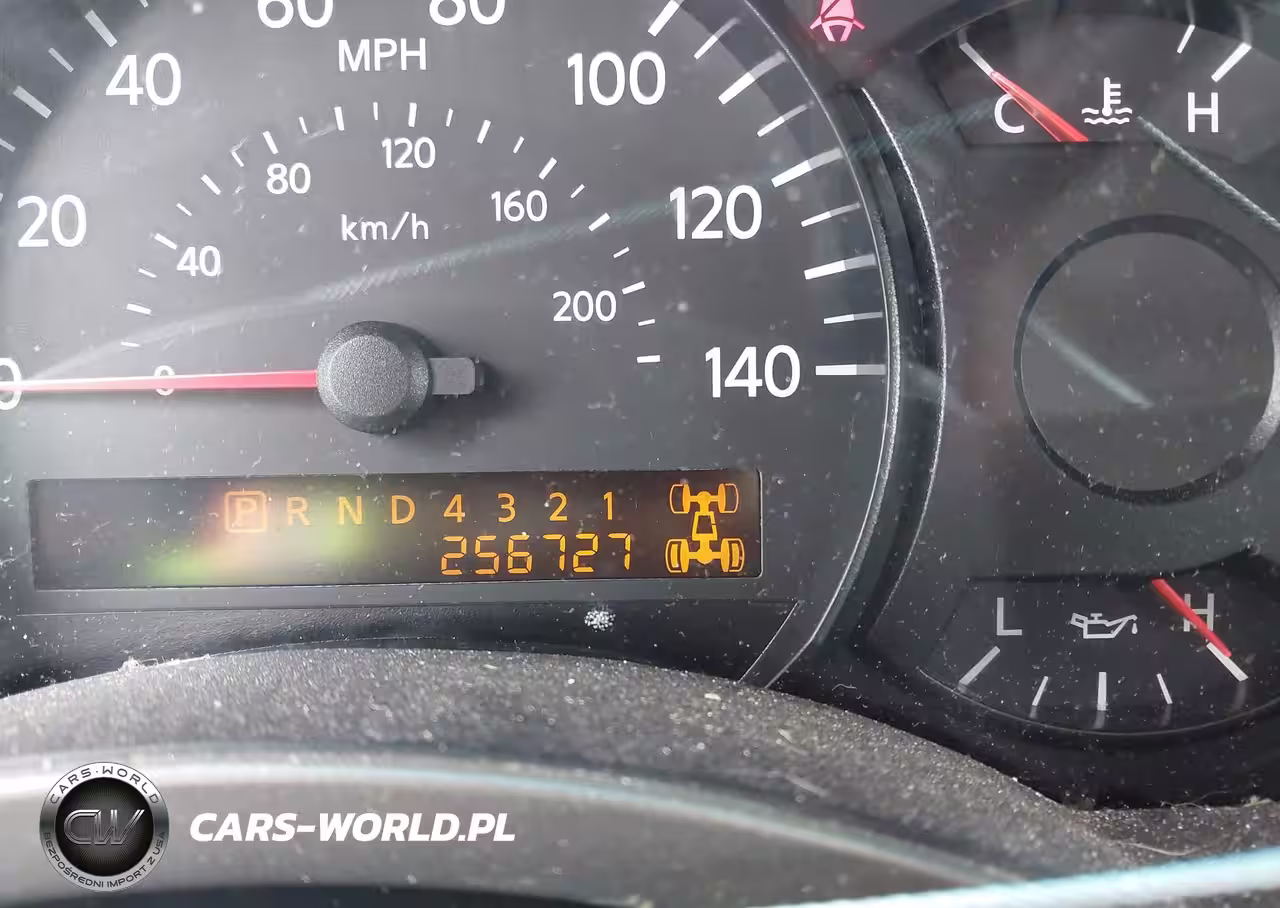 60 80
MPH
40 100
C H
120
80
160
20 120
km/h
40
200
0 0 140
P R N D 4 3 2 1
256727
L H
CARS-WORLD
CW
BEZPOŚREDNI IMPORT Z USA
CARS-WORLD.PL